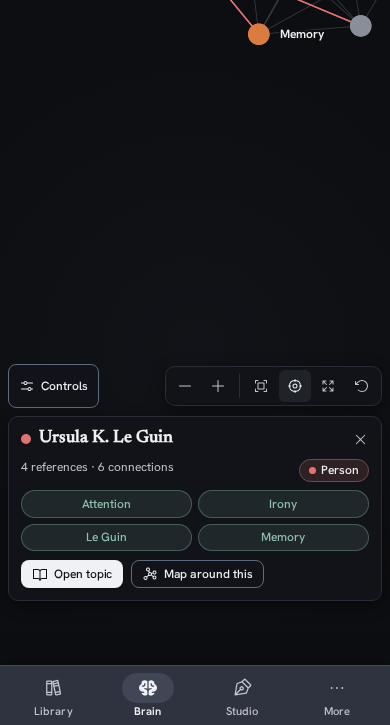 Memory
Controls
Ursula K. Le Guin
4 references · 6 connections
Person
Attention
Irony
Le Guin
Memory
Open topic
Map around this
Library
Brain
Studio
More